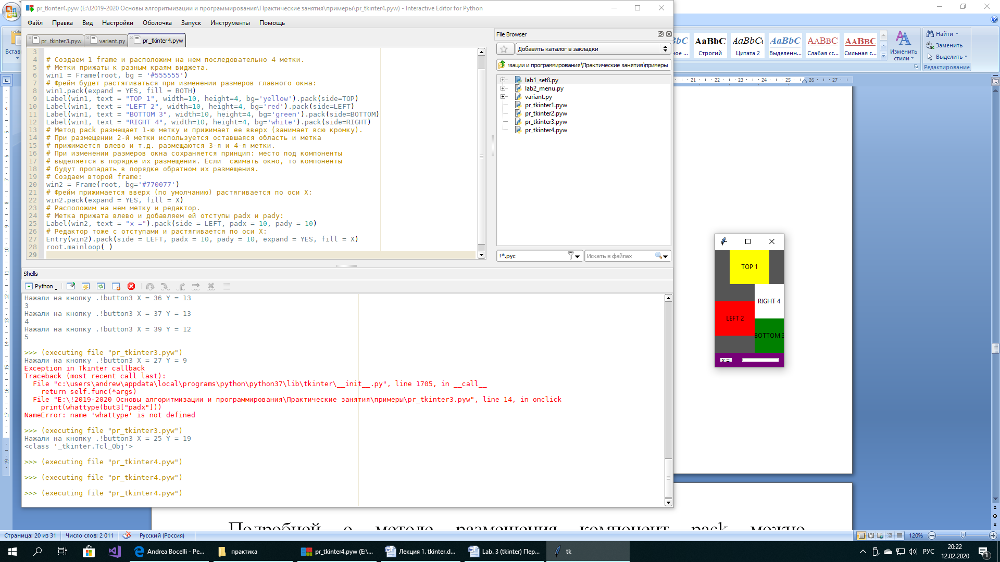 pr_tkinter4.pyw (E:\!2019-2020 Основы алгоритмизации и программирования\Практические занятия\примеры\pr_tkinter4.pyw) - Interactive Editor for Python
Файл Правка Вид Настройки Оболочка Запуск Инструменты Помощь
pr_tkinter3.pyw variant.py pr_tkinter4.pyw
3
4 # Создаем 1 frame и расположим на нем последовательно 4 метки.
5 # Метки прижаты к разным краям виджета.
6 win1 = Frame(root, bg = '#555555')
7 # Фрейм будет растягиваться при изменении размеров главного окна:
8 win1.pack(expand = YES, fill = BOTH)
9 Label(win1, text = "TOP 1", width=10, height=4, bg='yellow').pack(side=TOP)
10 Label(win1, text = "LEFT 2", width=10, height=4, bg='red').pack(side=LEFT)
11 Label(win1, text = "BOTTOM 3", width=10, height=4, bg='green').pack(side=BOTTOM)
12 Label(win1, text = "RIGHT 4", width=10, height=4, bg='white').pack(side=RIGHT)
13 # Метод pack размещает 1-ю метку и прижимает ее вверх (занимает всю кромку).
14 # При размещении 2-й метки используется оставшаяся область и метка
15 # прижимается влево и т.д. размещаются 3-я и 4-я метки.
16 # При изменении размеров окна сохраняется принцип: место под компоненты
17 # выделяется в порядке их размещения. Если  сжимать окно, то компоненты
18 # будут пропадать в порядке обратном их размещения.
19 # Создаем второй frame:
20 win2 = Frame(root, bg='#770077')
21 # Фрейм прижимается вверх (по умолчанию) растягивается по оси X:
22 win2.pack(expand = YES, fill = X)
23 # Расположим на нем метку и редактор.
24 # Метка прижата влево и добавляем ей отступы padx и pady:
25 Label(win2, text = "x =").pack(side = LEFT, padx = 10, pady = 10)
26 # Редактор тоже с отступами и растягивается по оси X:
27 Entry(win2).pack(side = LEFT, padx = 10, pady = 10, expand = YES, fill = X)
28 root.mainloop( )
29
File Browser
Добавить каталог в закладки
изации и программирования\Практические занятия\примеры
lab1_set8.py
lab2_menu.py
variant.py
pr_tkinter1.pyw
pr_tkinter2.pyw
pr_tkinter3.pyw
pr_tkinter4.pyw
!*.pyc Искать в файлах
Shells
Python
Нажали на кнопку .!button3 X = 36 Y = 13
3
Нажали на кнопку .!button3 X = 37 Y = 13
4
Нажали на кнопку .!button3 X = 39 Y = 12
5
>>> (executing file "pr_tkinter3.pyw")
Нажали на кнопку .!button3 X = 27 Y = 9
Exception in Tkinter callback
Traceback (most recent call last):
File "c:\users\andrew\appdata\local\programs\python\python37\lib\tkinter\__init__.py", line 1705, in __call__
return self.func(*args)
File "E:\!2019-2020 Основы алгоритмизации и программирования\Практические занятия\примеры\pr_tkinter3.pyw", line 14, in onclick
print(whattype(but3["padx"]))
NameError: name 'whattype' is not defined
>>> (executing file "pr_tkinter3.pyw")
Нажали на кнопку .!button3 X = 25 Y = 19
<class '_tkinter.Tcl_Obj'>
>>> (executing file "pr_tkinter4.pyw")
>>> (executing file "pr_tkinter4.pyw")
>>> (executing file "pr_tkinter4.pyw")
Встав
AaBbC AaBbCc AaBbC AaBbC AaBbC
Строгий Цитата 2 Выделенн... Слабая сс... Сильная с...
Изменить стили
Найти
Заменить
Выделить
Редактирование
21 22 23 24 25 26 27
TOP 1
RIGHT 4
LEFT 2
BOTTOM 3
x =
Подробней о методе размещения компонент pack можно
Страница: 20 из 31 Число слов: 2 011 Русский (Россия) 120%
Andrea Bocelli - Pe... практика pr_tkinter4.pyw (E:\... Лекция 1. tkinter.d... Lab. 3 (tkinter) Пер... tk
РУС 20:22
12.02.2020
1